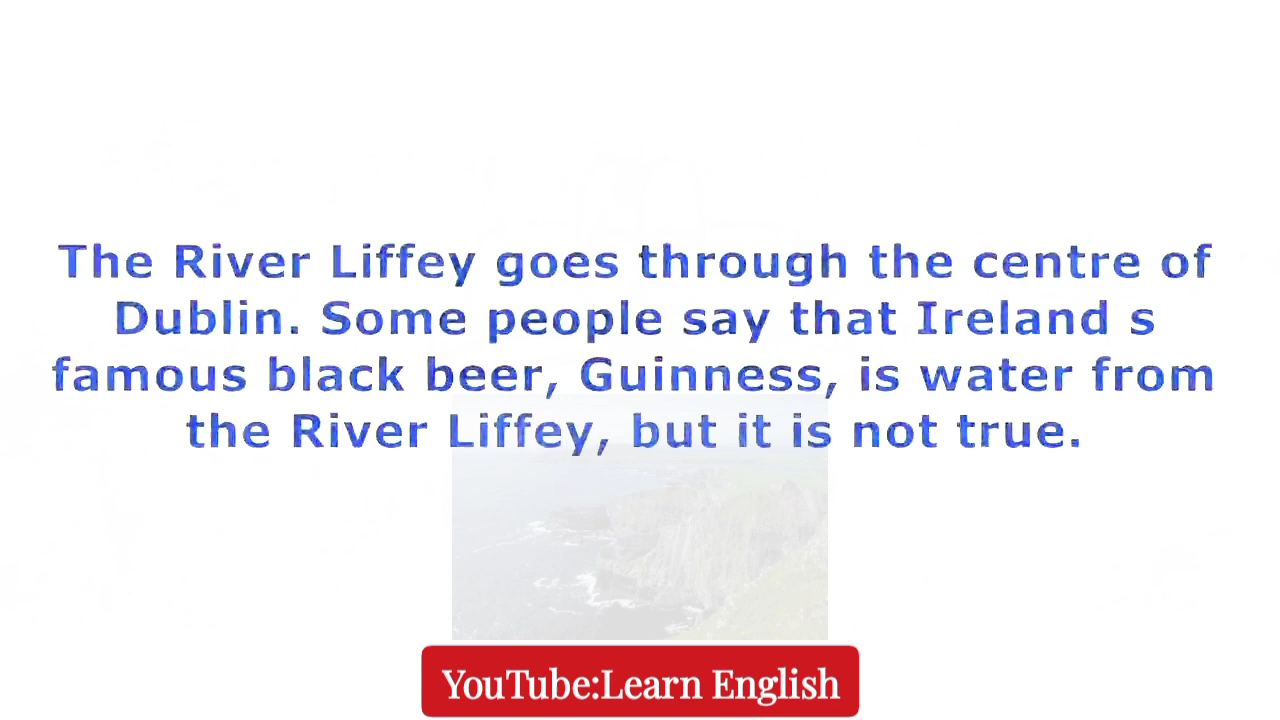 The River Liffey goes through the centre of
Dublin. Some people say that Ireland s
famous black beer, Guinness, is water from
the River Liffey, but it is not true.
YouTube:Learn English